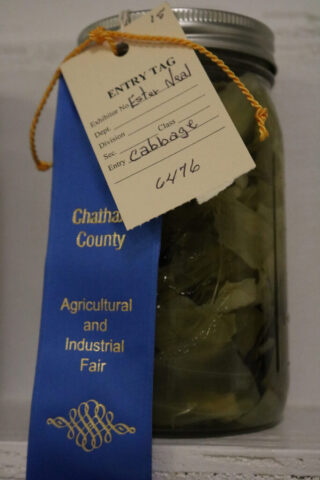 18
ENTRY TAG
Exhibitor No. Ester Neal
Dept.
Division Class
Sec.
Entry Cabbage
6476
Chatham
County
Agricultural
and
Industrial
Fair